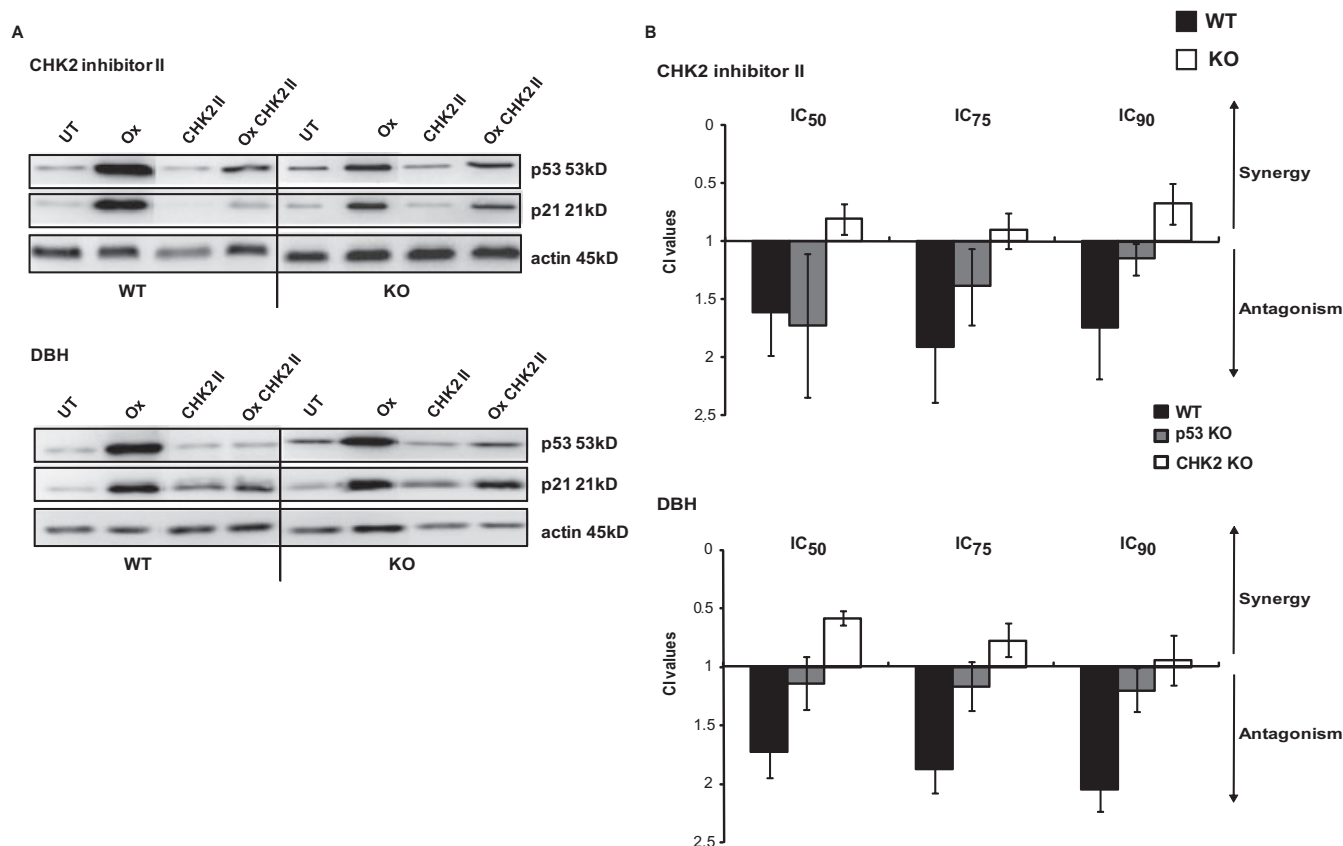 A
CHK2 inhibitor II
UT Ox CHK2 II Ox CHK2 II UT Ox CHK2 II Ox CHK2 II
p53 53kD
p21 21kD
actin 45kD
WT KO
DBH
UT Ox CHK2 II Ox CHK2 II UT Ox CHK2 II Ox CHK2 II
p53 53kD
p21 21kD
actin 45kD
WT KO
B
WT
KO
CHK2 inhibitor II
IC50 IC75 IC90
0
0.5
1
1.5
2
2.5
CI values
Synergy
Antagonism
WT
p53 KO
CHK2 KO
DBH
IC50 IC75 IC90
0
0.5
1
1.5
2
2.5
CI values
Synergy
Antagonism